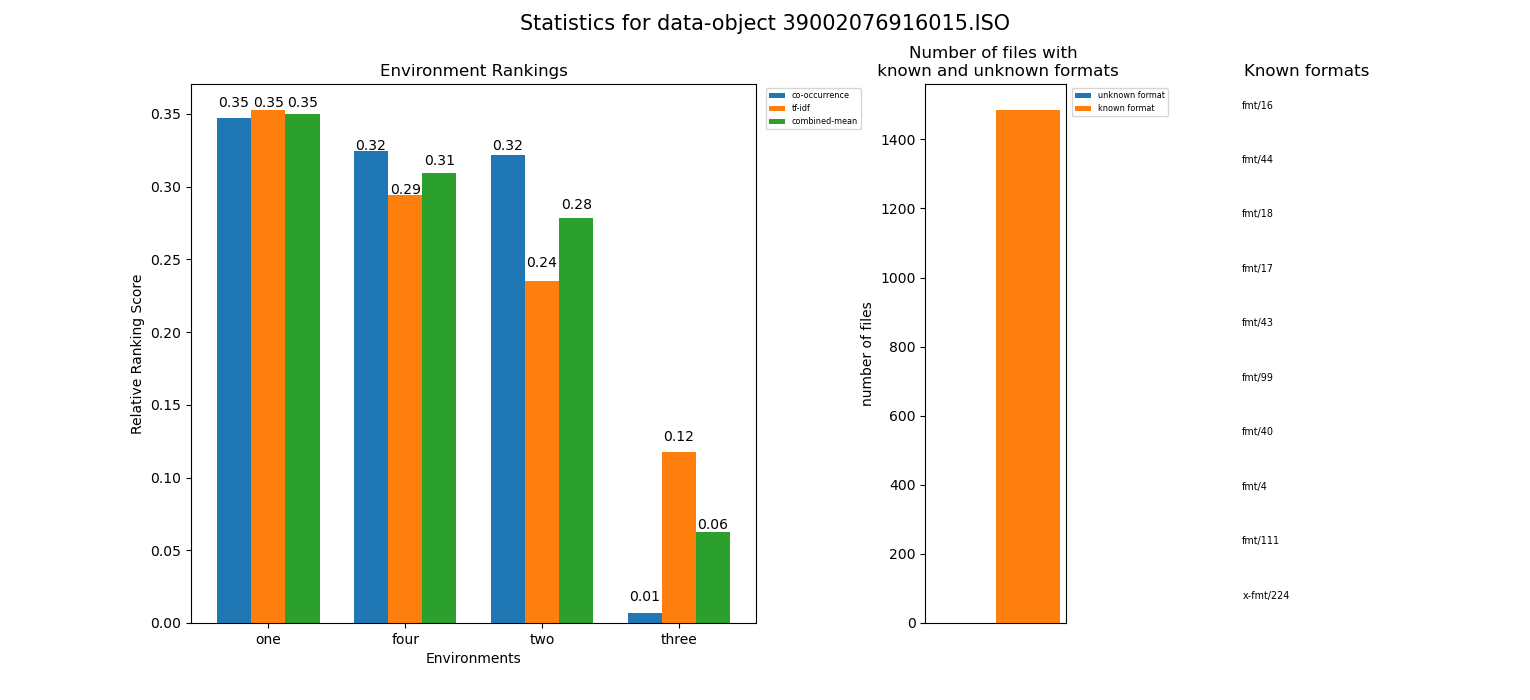 Statistics for data-object 39002076916015.ISO
Environment Rankings
Relative Ranking Score
0.35
0.30
0.25
0.20
0.15
0.10
0.05
0.00
0.35 0.35 0.35
0.32 0.29 0.31
0.32 0.24 0.28
0.01 0.12 0.06
one four two three
Environments
co-occurrence
tf-idf
combined-mean
Number of files with
known and unknown formats
number of files
1400
1200
1000
800
600
400
200
0
unknown format
known format
Known formats
fmt/16
fmt/44
fmt/18
fmt/17
fmt/43
fmt/99
fmt/40
fmt/4
fmt/111
x-fmt/224